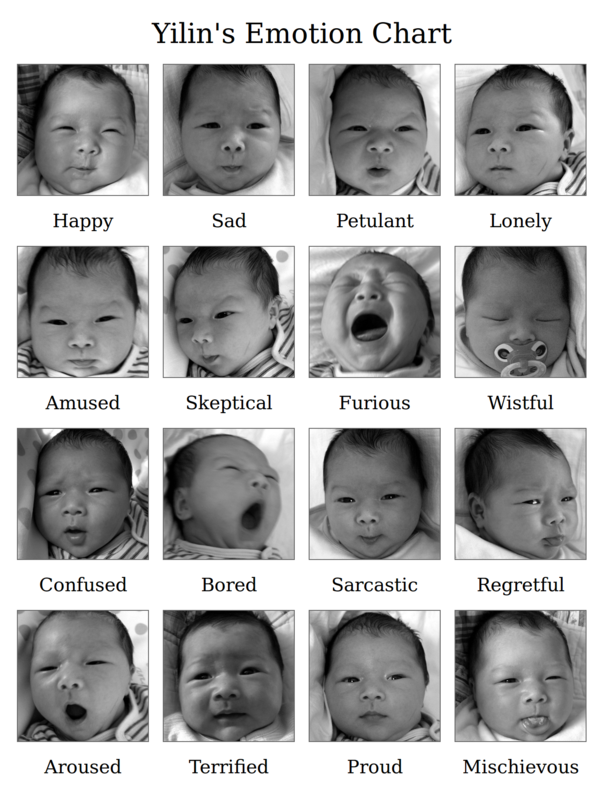 Yilin's Emotion Chart
Happy Sad Petulant Lonely
Amused Skeptical Furious Wistful
Confused Bored Sarcastic Regretful
Aroused Terrified Proud Mischievous